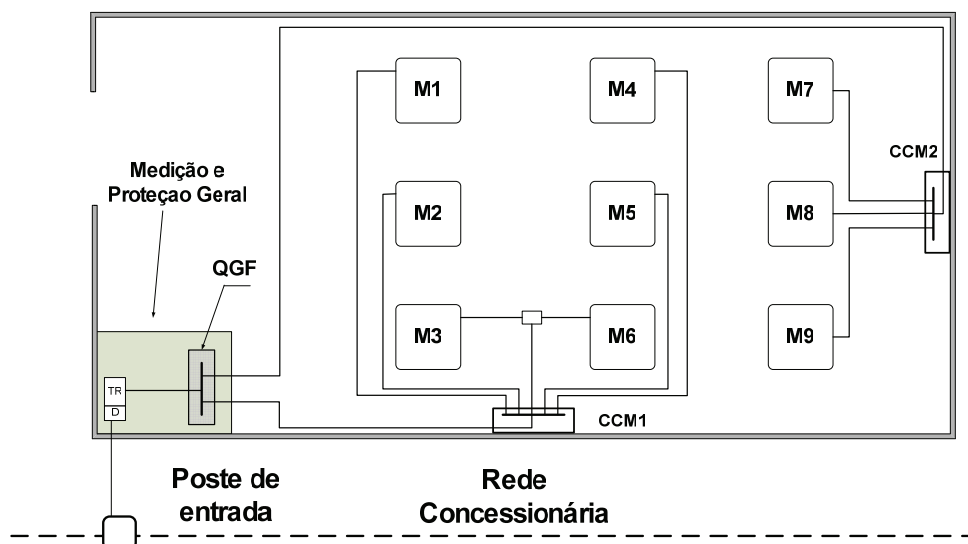 M1
M4
M7
CCM2
Medição e
Proteçao Geral
M2
M5
M8
QGF
M3
M6
M9
TR
D
CCM1
Poste de
entrada
Rede
Concessionária